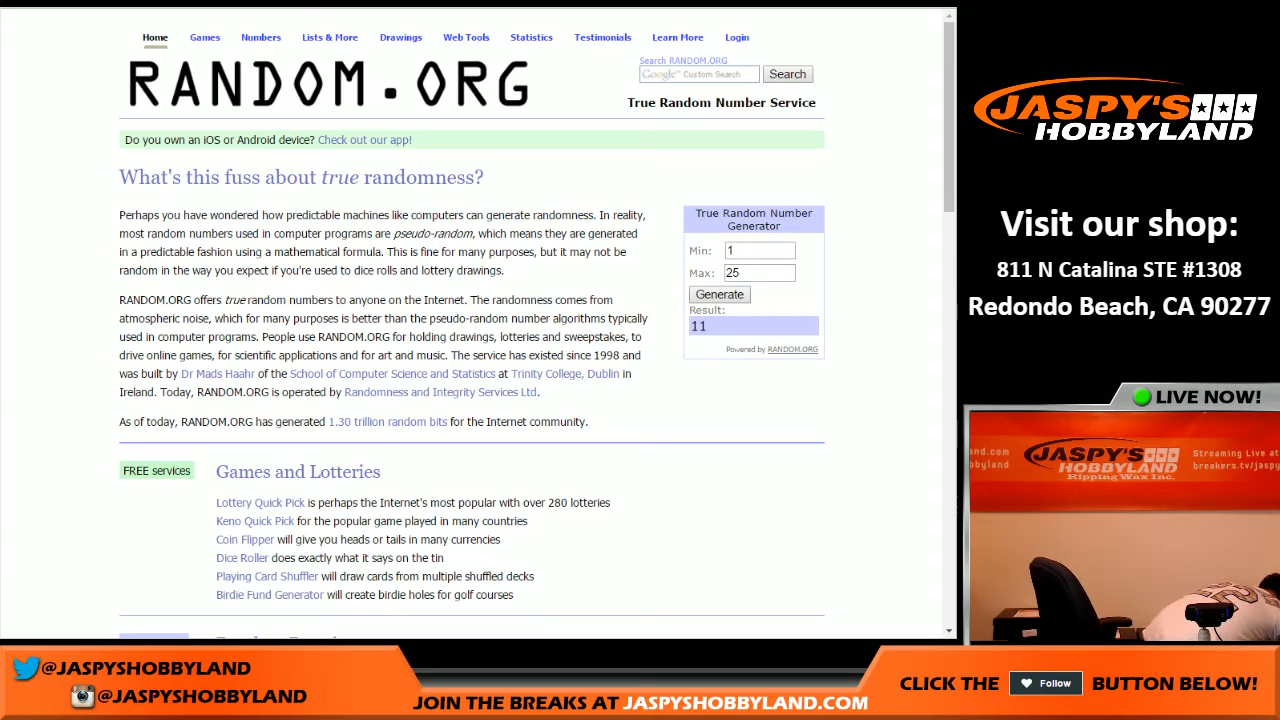 Home Games Numbers Lists & More Drawings Web Tools Statistics Testimonials Learn More Login
RANDOM.ORG
Search RANDOM.ORG
Google™ Custom Search Search
True Random Number Service
Do you own an iOS or Android device? Check out our app!
What's this fuss about true randomness?
Perhaps you have wondered how predictable machines like computers can generate randomness. In reality,
most random numbers used in computer programs are pseudo-random, which means they are generated
in a predictable fashion using a mathematical formula. This is fine for many purposes, but it may not be
random in the way you expect if you're used to dice rolls and lottery drawings.
RANDOM.ORG offers true random numbers to anyone on the Internet. The randomness comes from
atmospheric noise, which for many purposes is better than the pseudo-random number algorithms typically
used in computer programs. People use RANDOM.ORG for holding drawings, lotteries and sweepstakes, to
drive online games, for scientific applications and for art and music. The service has existed since 1998 and
was built by Dr Mads Haahr of the School of Computer Science and Statistics at Trinity College, Dublin in
Ireland. Today, RANDOM.ORG is operated by Randomness and Integrity Services Ltd.
As of today, RANDOM.ORG has generated 1.30 trillion random bits for the Internet community.
True Random Number
Generator
Min: 1
Max: 25
Generate
Result:
11
Powered by RANDOM.ORG
FREE services
Games and Lotteries
Lottery Quick Pick is perhaps the Internet's most popular with over 280 lotteries
Keno Quick Pick for the popular game played in many countries
Coin Flipper will give you heads or tails in many currencies
Dice Roller does exactly what it says on the tin
Playing Card Shuffler will draw cards from multiple shuffled decks
Birdie Fund Generator will create birdie holes for golf courses
JASPY'S
HOBBYLAND
Visit our shop:
811 N Catalina STE #1308
Redondo Beach, CA 90277
LIVE NOW!
nd.com
bbyland
JASPY'S
HOBBYLAND
Ripping Wax Inc.
Streaming Live at
breakers.tv/jaspy
@JASPYSHOBBYLAND
@JASPYSHOBBYLAND
JOIN THE BREAKS AT JASPYSHOBBYLAND.COM
CLICK THE Follow BUTTON BELOW!